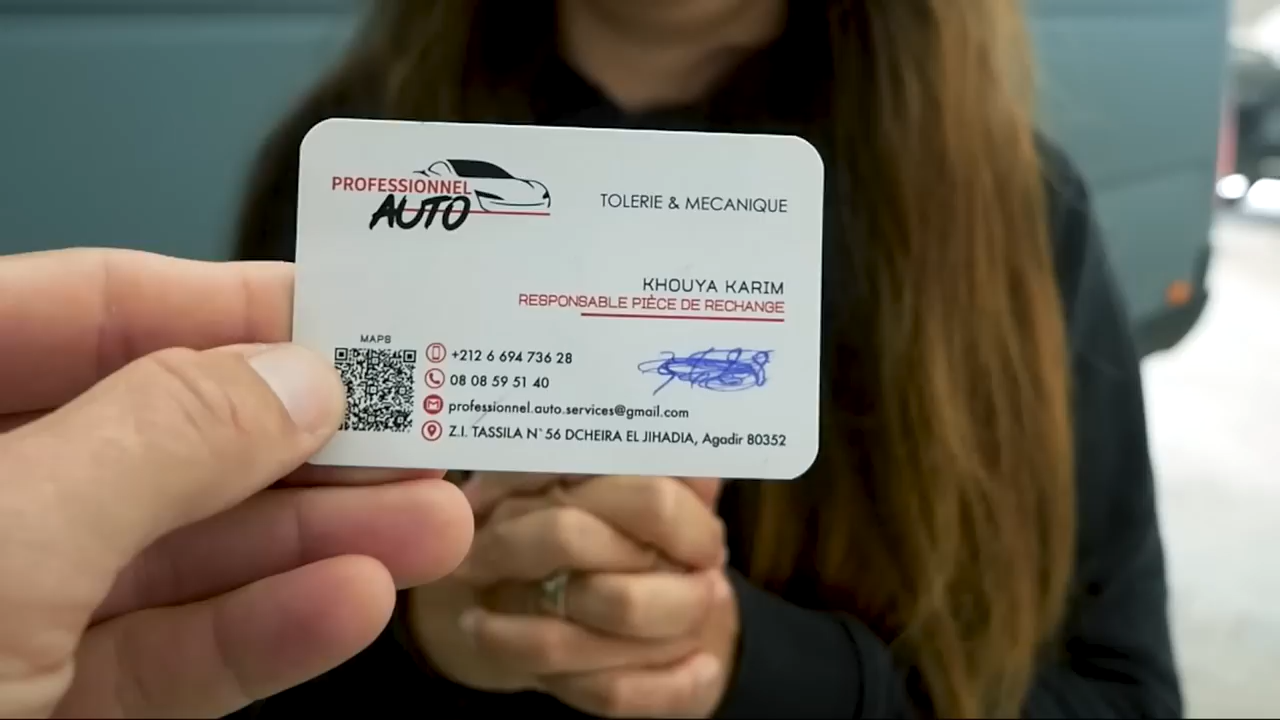 PROFESSIONNEL
AUTO
TOLERIE & MECANIQUE
KHOUYA KARIM
RESPONSABLE PIÈCE DE RECHANGE
MAPS
+212 6 694 736 28
08 08 59 51 40
professionnel.auto.services@gmail.com
Z.I. TASSILA N`56 DCHEIRA EL JIHADIA, Agadir 80352